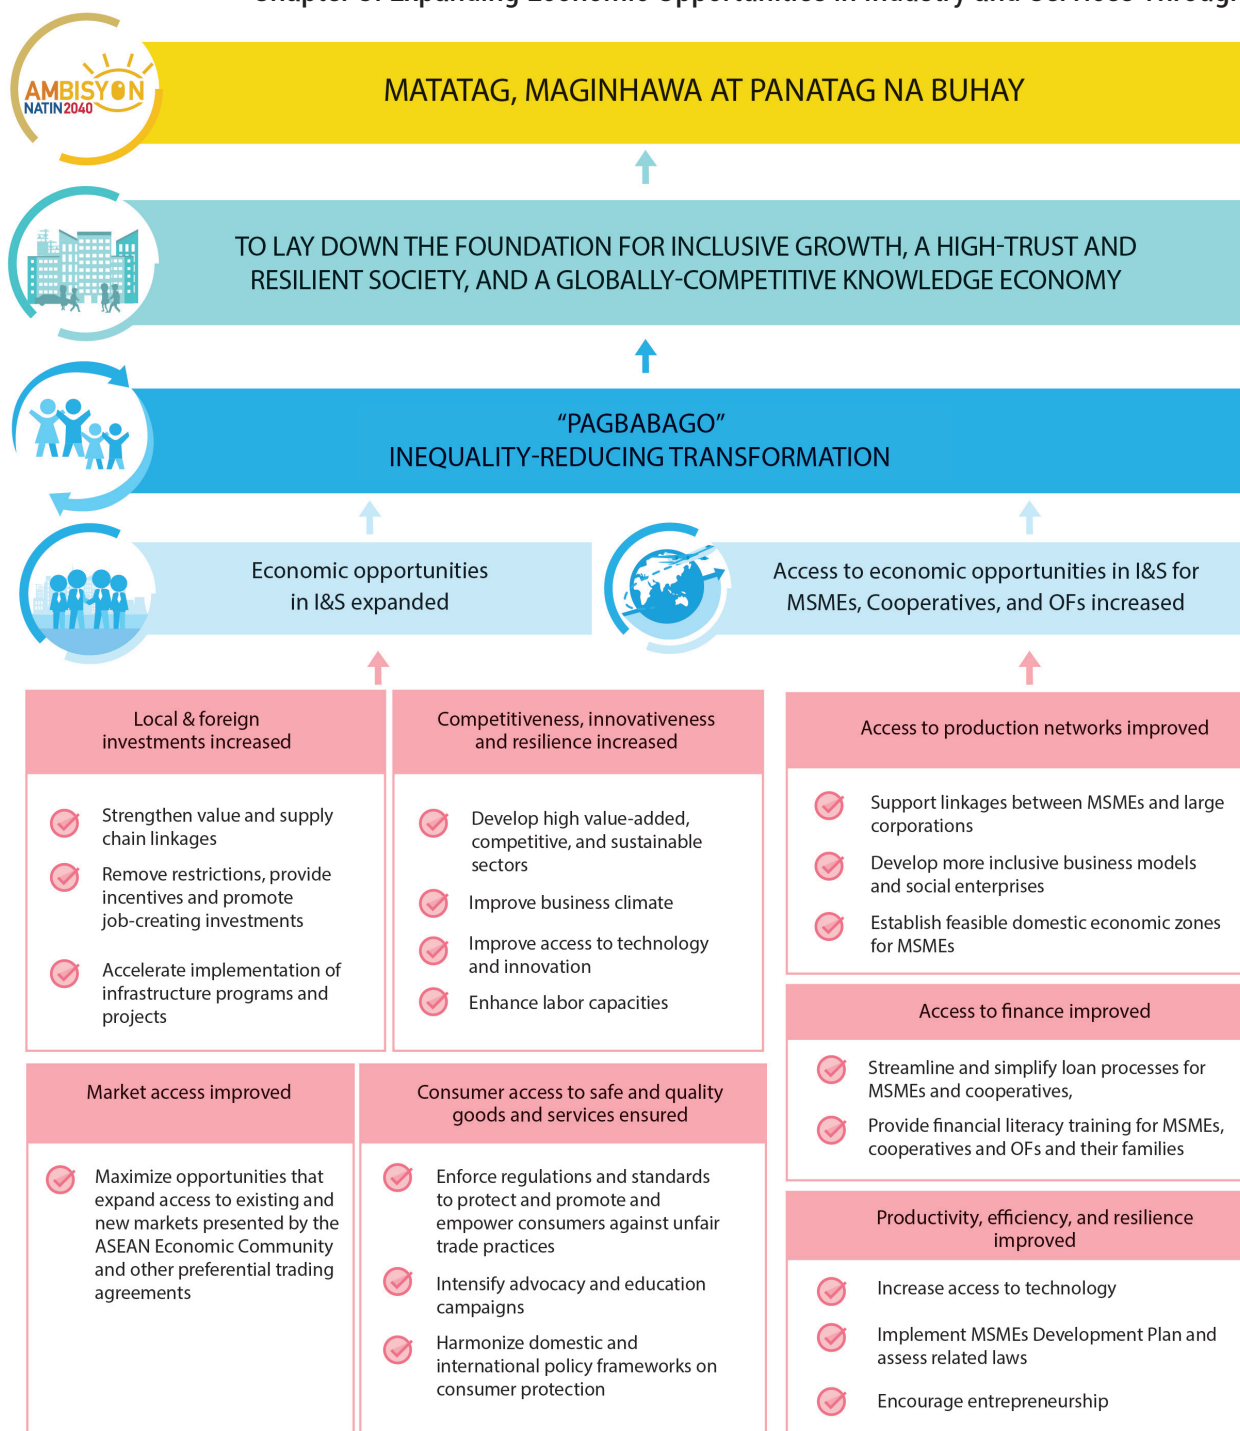 Chapter 9: Expanding Economic Opportunities in Industry and Services Through
AMBISYON
NATIN 2040
MATATAG, MAGINHAWA AT PANATAG NA BUHAY
TO LAY DOWN THE FOUNDATION FOR INCLUSIVE GROWTH, A HIGH-TRUST AND
RESILIENT SOCIETY, AND A GLOBALLY-COMPETITIVE KNOWLEDGE ECONOMY
“PAGBABAGO”
INEQUALITY-REDUCING TRANSFORMATION
Economic opportunities
in I&S expanded
Access to economic opportunities in I&S for
MSMEs, Cooperatives, and OFs increased
Local & foreign
investments increased
Strengthen value and supply
chain linkages
Remove restrictions, provide
incentives and promote
job-creating investments
Accelerate implementation of
infrastructure programs and
projects
Competitiveness, innovativeness
and resilience increased
Develop high value-added,
competitive, and sustainable
sectors
Improve business climate
Improve access to technology
and innovation
Enhance labor capacities
Market access improved
Maximize opportunities that
expand access to existing and
new markets presented by the
ASEAN Economic Community
and other preferential trading
agreements
Consumer access to safe and quality
goods and services ensured
Enforce regulations and standards
to protect and promote and
empower consumers against unfair
trade practices
Intensify advocacy and education
campaigns
Harmonize domestic and
international policy frameworks on
consumer protection
Access to production networks improved
Support linkages between MSMEs and large
corporations
Develop more inclusive business models
and social enterprises
Establish feasible domestic economic zones
for MSMEs
Access to finance improved
Streamline and simplify loan processes for
MSMEs and cooperatives,
Provide financial literacy training for MSMEs,
cooperatives and OFs and their families
Productivity, efficiency, and resilience
improved
Increase access to technology
Implement MSMEs Development Plan and
assess related laws
Encourage entrepreneurship